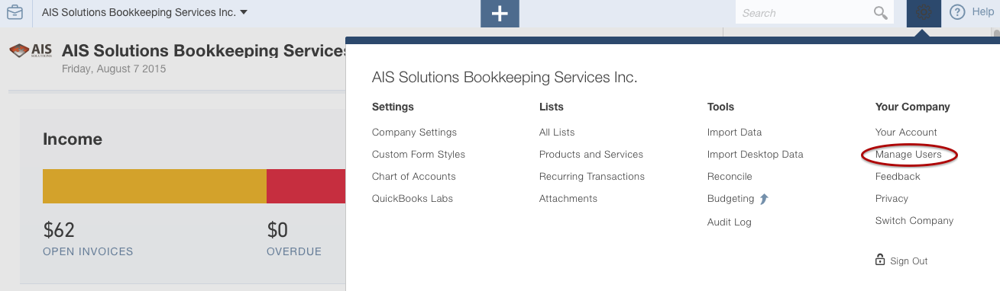 AIS Solutions Bookkeeping Services Inc.
Search
Help
AIS
SOLUTIONS
AIS Solutions Bookkeeping Services
Friday, August 7 2015
Income
$62
OPEN INVOICES
$0
OVERDUE
AIS Solutions Bookkeeping Services Inc.
Settings
Company Settings
Custom Form Styles
Chart of Accounts
QuickBooks Labs
Lists
All Lists
Products and Services
Recurring Transactions
Attachments
Tools
Import Data
Import Desktop Data
Reconcile
Budgeting
Audit Log
Your Company
Your Account
Manage Users
Feedback
Privacy
Switch Company
Sign Out